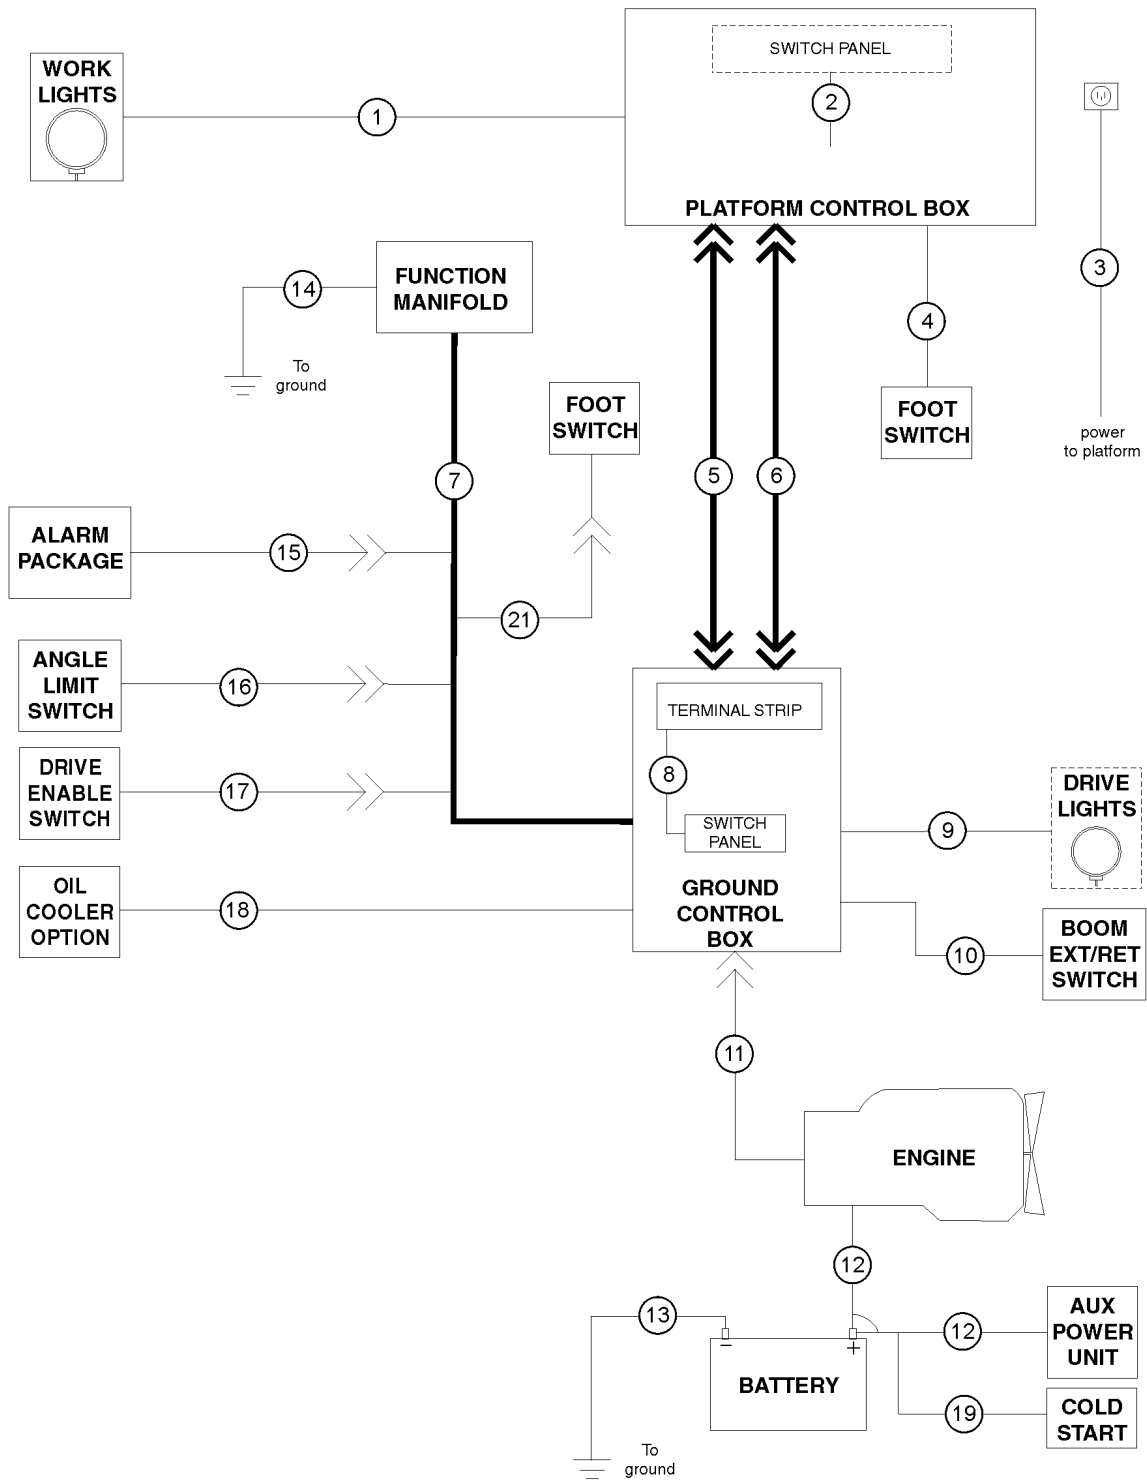 SWITCH PANEL
2
WORK
LIGHTS
1
PLATFORM CONTROL BOX
3
FUNCTION
MANIFOLD
14
To
ground
4
FOOT
SWITCH
FOOT
SWITCH
power
to platform
7
5
6
ALARM
PACKAGE
15
21
ANGLE
LIMIT
SWITCH
16
TERMINAL STRIP
8
DRIVE
ENABLE
SWITCH
17
SWITCH
PANEL
9
DRIVE
LIGHTS
OIL
COOLER
OPTION
18
GROUND
CONTROL
BOX
10
BOOM
EXT/RET
SWITCH
11
ENGINE
12
13
−
+
BATTERY
12
AUX
POWER
UNIT
19
COLD
START
To
ground